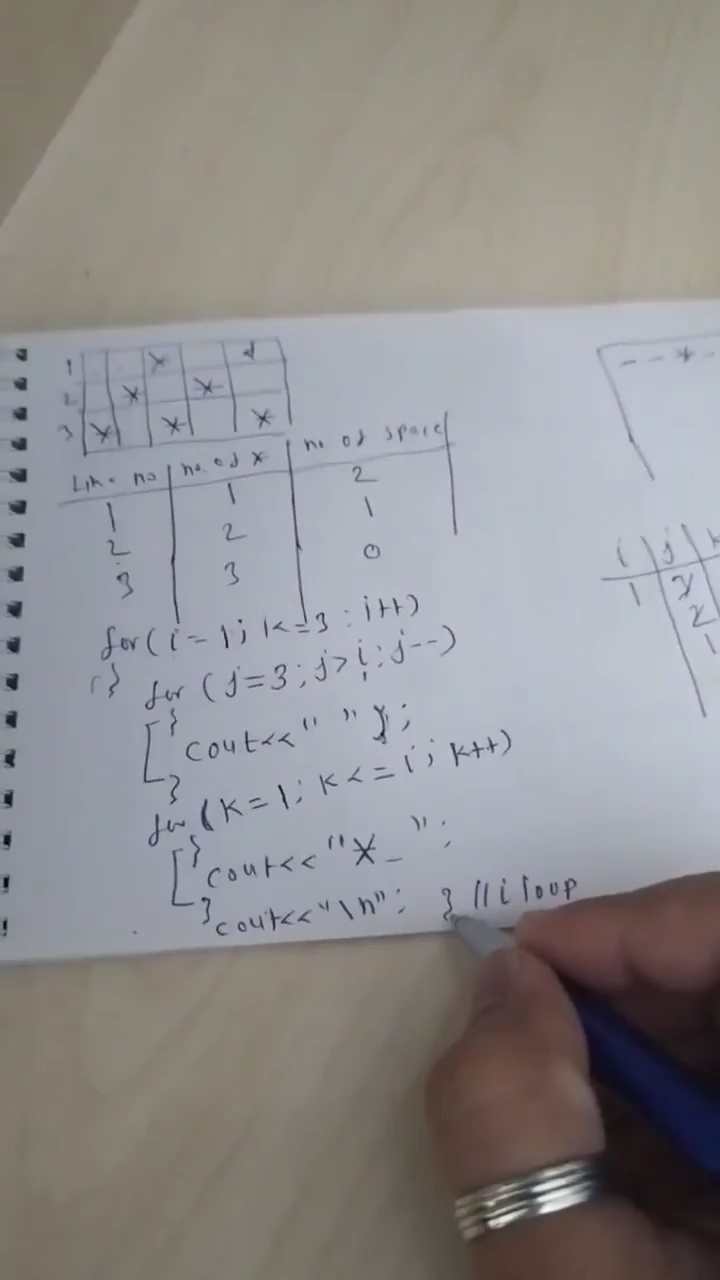 1 * d
2 * *
3 * * *
Line no no. of * no of space
1 1 2
2 2 1
3 3 0
for(i=1; k<=3 : i++)
{} for (j=3; j>i; j--)
{
cout<<" ");
}
for (k=1; k<=i; k++)
{
cout<<"*_ ";
}
cout<<"\n"; } //i loop
- - * -
i j k
1 3
2
1